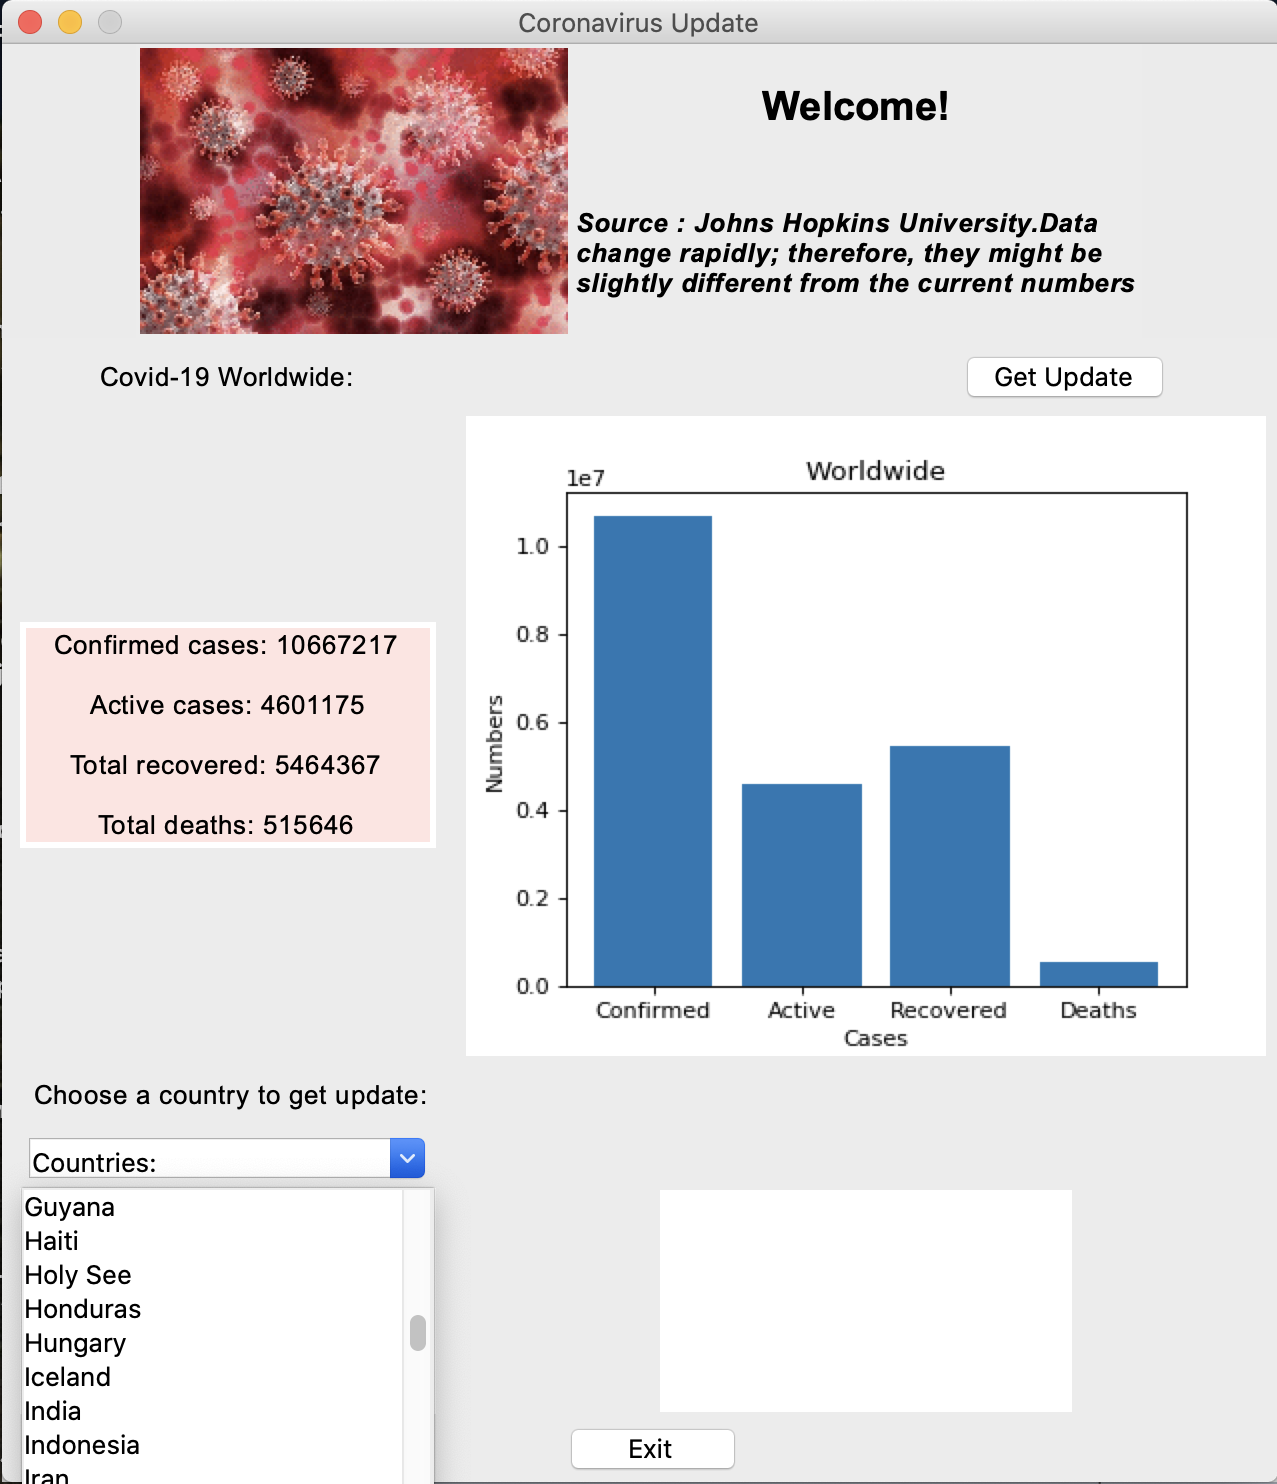 Coronavirus Update
Welcome!
Source : Johns Hopkins University.Data
change rapidly; therefore, they might be
slightly different from the current numbers
Covid-19 Worldwide:
Get Update
Worldwide
1e7
1.0
0.8
0.6
0.4
0.2
0.0
Numbers
Confirmed Active Recovered Deaths
Cases
Confirmed cases: 10667217
Active cases: 4601175
Total recovered: 5464367
Total deaths: 515646
Choose a country to get update:
Countries:
Guyana
Haiti
Holy See
Honduras
Hungary
Iceland
India
Indonesia
Iran
Exit